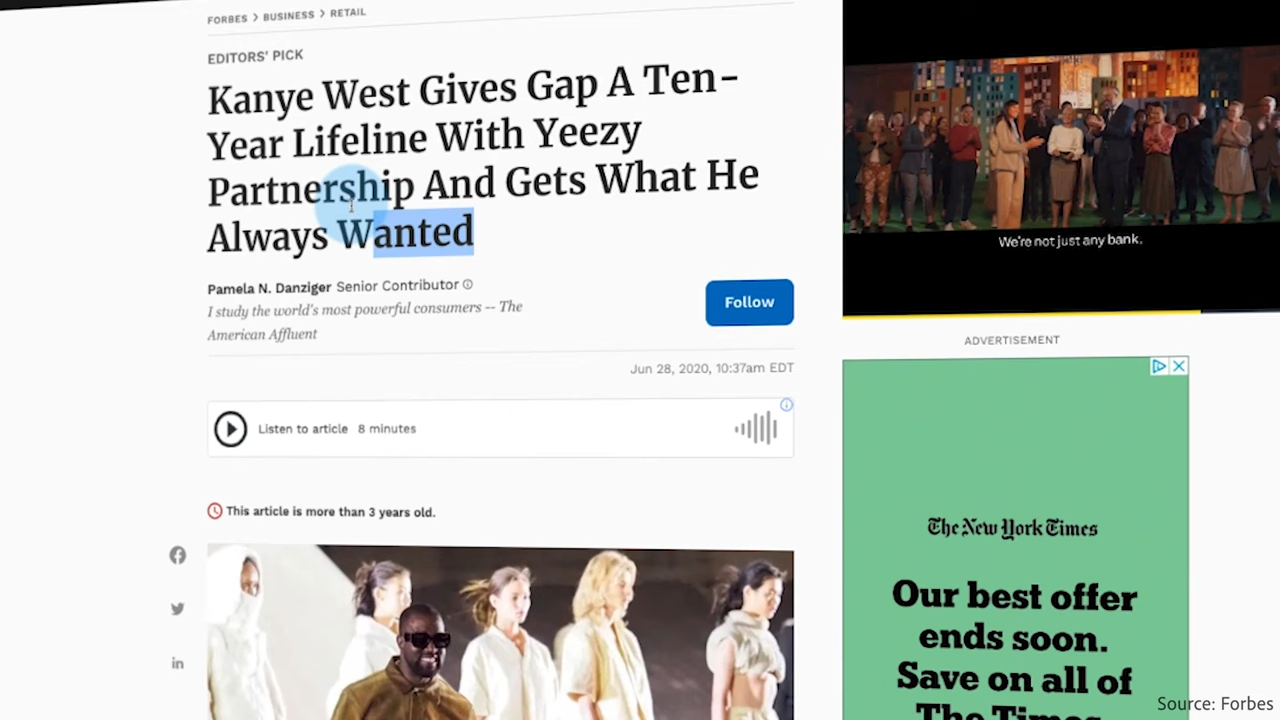 FORBES > BUSINESS > RETAIL
EDITORS' PICK
Kanye West Gives Gap A Ten-
Year Lifeline With Yeezy
Partnership And Gets What He
Always Wanted
Pamela N. Danziger Senior Contributor
I study the world's most powerful consumers -- The
American Affluent
Follow
Jun 28, 2020, 10:37am EDT
Listen to article 8 minutes
This article is more than 3 years old.
We're not just any bank.
ADVERTISEMENT
The New York Times
Our best offer
ends soon.
Save on all of
The Times.
Source: Forbes